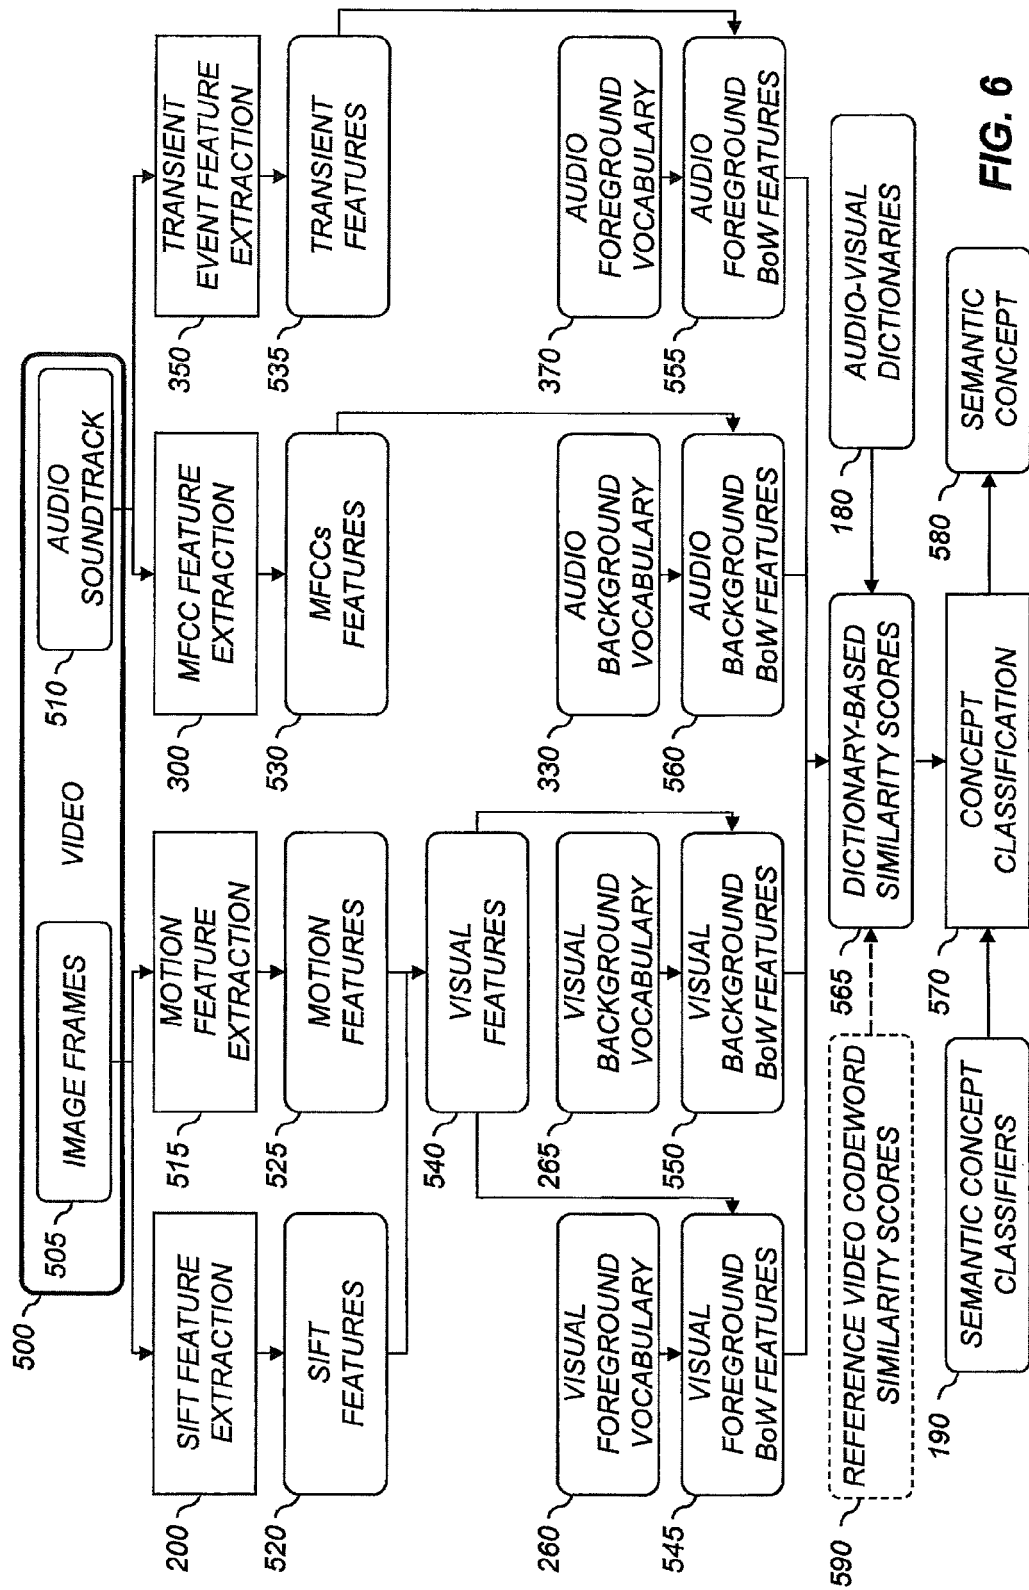 500
VIDEO
505
IMAGE FRAMES
510
AUDIO
SOUNDTRACK
200
SIFT FEATURE
EXTRACTION
515
MOTION
FEATURE
EXTRACTION
300
MFCC FEATURE
EXTRACTION
350
TRANSIENT
EVENT FEATURE
EXTRACTION
520
SIFT
FEATURES
525
MOTION
FEATURES
530
MFCCs
FEATURES
535
TRANSIENT
FEATURES
540
VISUAL
FEATURES
260
VISUAL
FOREGROUND
VOCABULARY
265
VISUAL
BACKGROUND
VOCABULARY
330
AUDIO
BACKGROUND
VOCABULARY
370
AUDIO
FOREGROUND
VOCABULARY
545
VISUAL
FOREGROUND
BoW FEATURES
550
VISUAL
BACKGROUND
BoW FEATURES
560
AUDIO
BACKGROUND
BoW FEATURES
555
AUDIO
FOREGROUND
BoW FEATURES
590
REFERENCE VIDEO CODEWORD
SIMILARITY SCORES
565
DICTIONARY-BASED
SIMILARITY SCORES
180
AUDIO-VISUAL
DICTIONARIES
190
SEMANTIC CONCEPT
CLASSIFIERS
570
CONCEPT
CLASSIFICATION
580
SEMANTIC
CONCEPT
FIG. 6